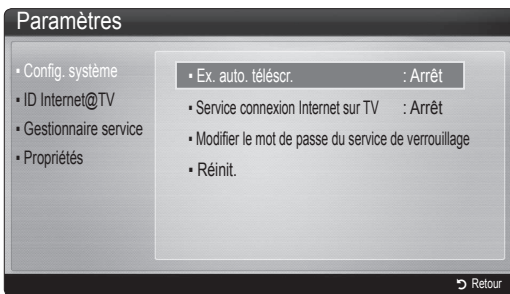 Paramètres
▪ Config. système
▪ ID Internet@TV
▪ Gestionnaire service
▪ Propriétés
▪ Ex. auto. téléscr. : Arrêt
▪ Service connexion Internet sur TV : Arrêt
▪ Modifier le mot de passe du service de verrouillage
▪ Réinit.
Retour